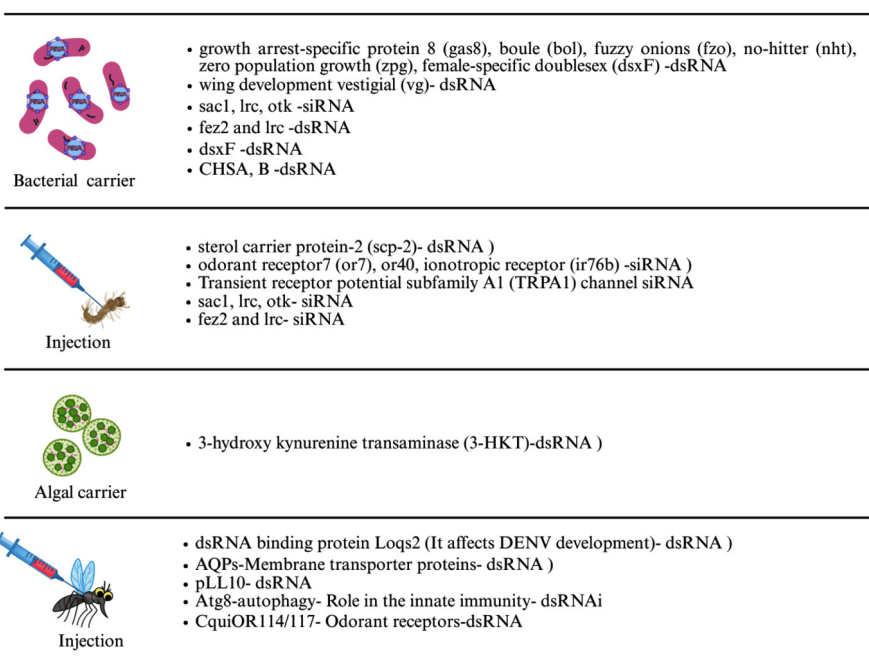 growth arrest-specific protein 8 (gas8), boule (bol), fuzzy onions (fzo), no-hitter (nht),
zero population growth (zpg), female-specific doublesex (dsxF) -dsRNA
wing development vestigial (vg)- dsRNA
sac1, lrc, otk -siRNA
fez2 and lrc -dsRNA
dsxF -dsRNA
CHSA, B -dsRNA
Bacterial carrier
sterol carrier protein-2 (scp-2)- dsRNA )
odorant receptor7 (or7), or40, ionotropic receptor (ir76b) -siRNA )
Transient receptor potential subfamily A1 (TRPA1) channel siRNA
sac1, lrc, otk- siRNA
fez2 and lrc- siRNA
Injection
3-hydroxy kynurenine transaminase (3-HKT)-dsRNA )
Algal carrier
dsRNA binding protein Loqs2 (It affects DENV development)- dsRNA )
AQPs-Membrane transporter proteins- dsRNA )
pLL10- dsRNA
Atg8-autophagy- Role in the innate immunity- dsRNAi
CquiOR114/117- Odorant receptors-dsRNA
Injection